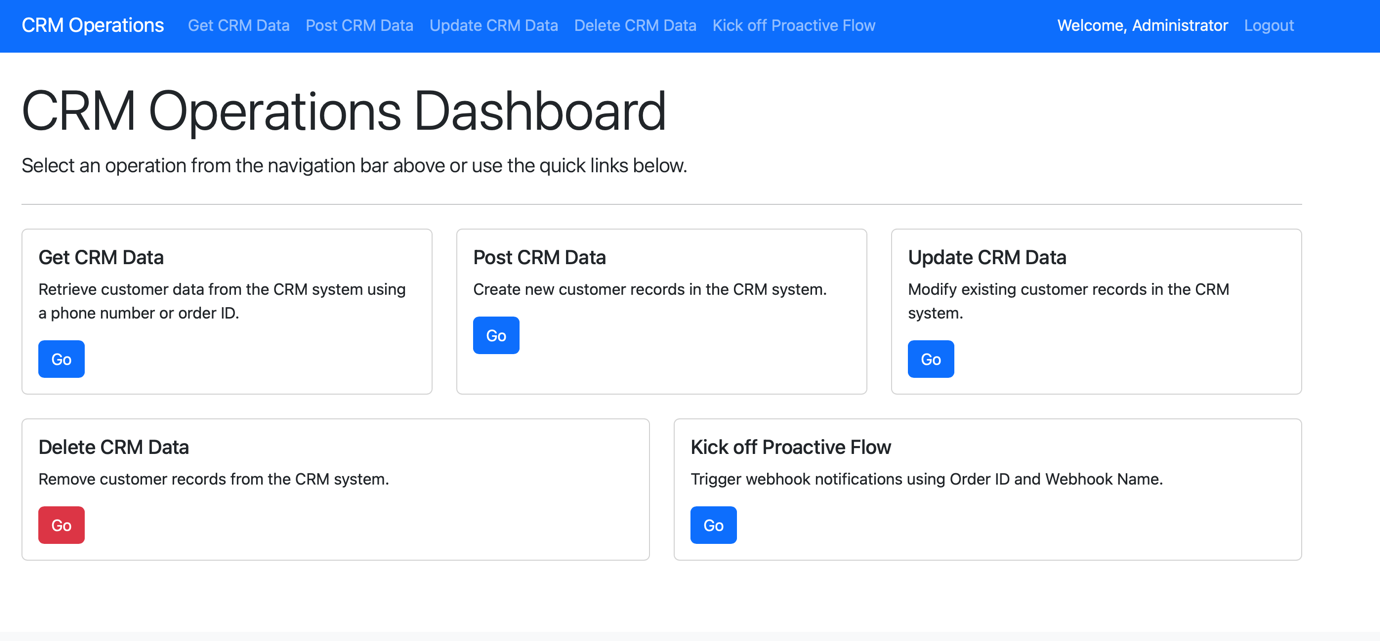 CRM Operations Get CRM Data Post CRM Data Update CRM Data Delete CRM Data Kick off Proactive Flow Welcome, Administrator Logout
CRM Operations Dashboard
Select an operation from the navigation bar above or use the quick links below.
Get CRM Data
Retrieve customer data from the CRM system using
a phone number or order ID.
Go
Post CRM Data
Create new customer records in the CRM system.
Go
Update CRM Data
Modify existing customer records in the CRM
system.
Go
Delete CRM Data
Remove customer records from the CRM system.
Go
Kick off Proactive Flow
Trigger webhook notifications using Order ID and Webhook Name.
Go